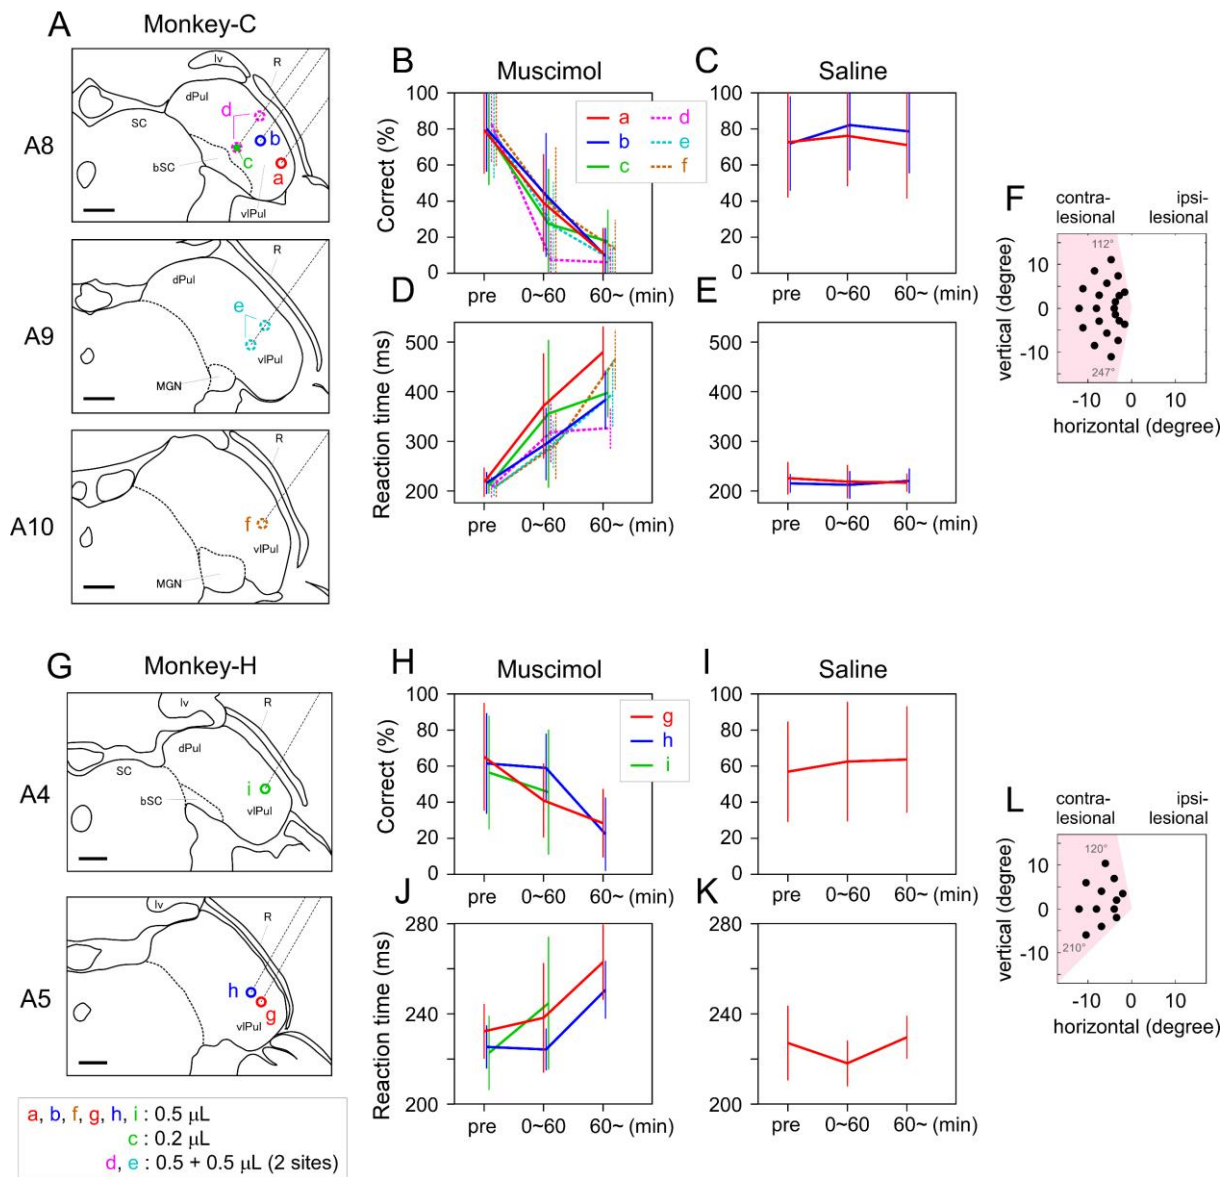 A
Monkey-C
A8
lv
R
dPul
SC
d
b
c
bSC
a
vlPul
A9
R
dPul
e
vlPul
MGN
A10
R
f
vlPul
MGN
B
Muscimol
Correct (%)
100
80
60
40
20
0
a
b
c
d
e
f
pre
0~60
60~ (min)
C
Saline
100
80
60
40
20
0
pre
0~60
60~ (min)
D
Reaction time (ms)
500
400
300
200
pre
0~60
60~ (min)
E
500
400
300
200
pre
0~60
60~ (min)
F
contra-
lesional
ipsi-
lesional
vertical (degree)
10
0
-10
112°
247°
-10
0
10
horizontal (degree)
G
Monkey-H
A4
lv
R
dPul
SC
i
bSC
vlPul
A5
lv
R
h
g
vlPul
a, b, f, g, h, i : 0.5 μL
c : 0.2 μL
d, e : 0.5 + 0.5 μL (2 sites)
H
Muscimol
Correct (%)
100
80
60
40
20
0
g
h
i
pre
0~60
60~ (min)
I
Saline
100
80
60
40
20
0
pre
0~60
60~ (min)
J
Reaction time (ms)
280
240
200
pre
0~60
60~ (min)
K
280
240
200
pre
0~60
60~ (min)
L
contra-
lesional
ipsi-
lesional
vertical (degree)
10
0
-10
120°
210°
-10
0
10
horizontal (degree)